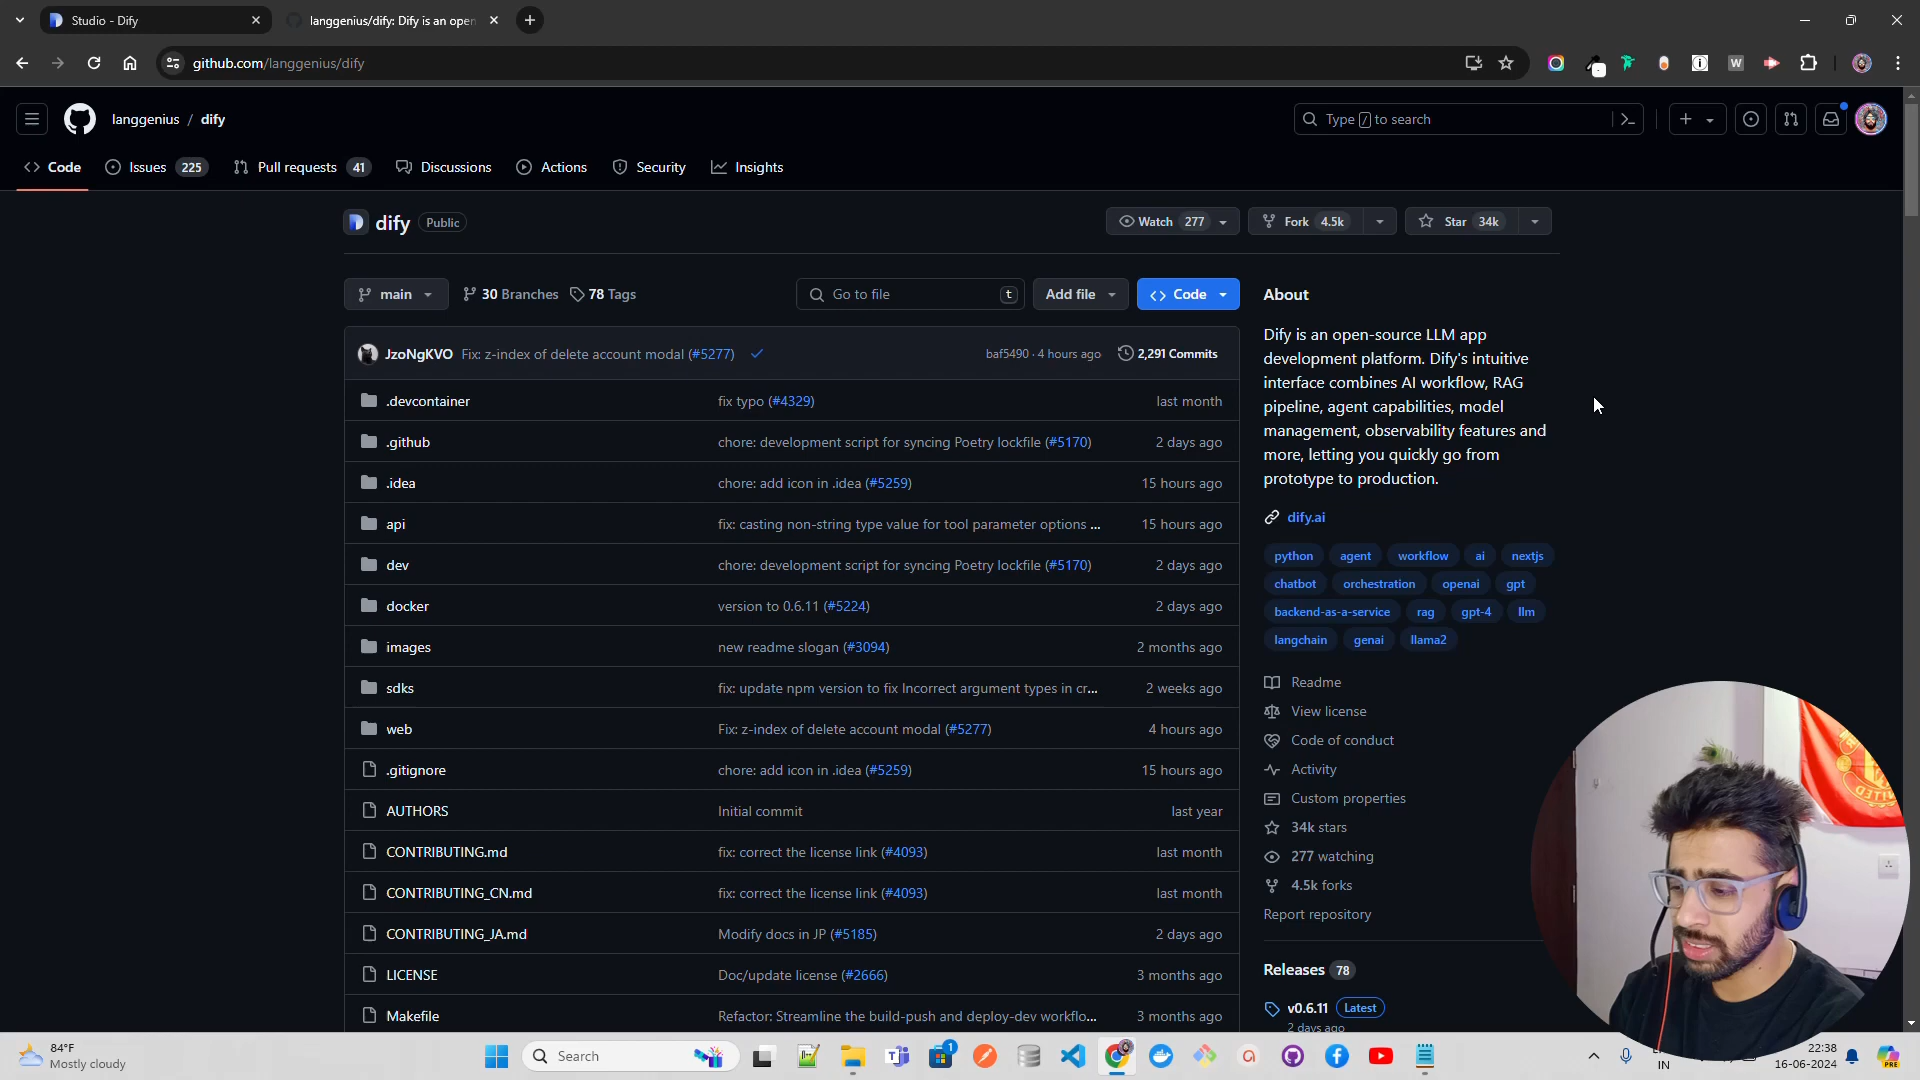 Studio - Dify
langgenius/dify: Dify is an open
github.com/langgenius/dify
W
langgenius / dify
Type / to search
Code
Issues 225
Pull requests 41
Discussions
Actions
Security
Insights
dify Public
Watch 277
Fork 4.5k
Star 34k
main
30 Branches
78 Tags
Go to file t
Add file
Code
JzoNgKVO Fix: z-index of delete account modal (#5277)
baf5490 · 4 hours ago
2,291 Commits
.devcontainer fix typo (#4329) last month
.github chore: development script for syncing Poetry lockfile (#5170) 2 days ago
.idea chore: add icon in .idea (#5259) 15 hours ago
api fix: casting non-string type value for tool parameter options ... 15 hours ago
dev chore: development script for syncing Poetry lockfile (#5170) 2 days ago
docker version to 0.6.11 (#5224) 2 days ago
images new readme slogan (#3094) 2 months ago
sdks fix: update npm version to fix Incorrect argument types in cr... 2 weeks ago
web Fix: z-index of delete account modal (#5277) 4 hours ago
.gitignore chore: add icon in .idea (#5259) 15 hours ago
AUTHORS Initial commit last year
CONTRIBUTING.md fix: correct the license link (#4093) last month
CONTRIBUTING_CN.md fix: correct the license link (#4093) last month
CONTRIBUTING_JA.md Modify docs in JP (#5185) 2 days ago
LICENSE Doc/update license (#2666) 3 months ago
Makefile Refactor: Streamline the build-push and deploy-dev workflo... 3 months ago
About
Dify is an open-source LLM app
development platform. Dify's intuitive
interface combines AI workflow, RAG
pipeline, agent capabilities, model
management, observability features and
more, letting you quickly go from
prototype to production.
dify.ai
python agent workflow ai nextjs
chatbot orchestration openai gpt
backend-as-a-service rag gpt-4 llm
langchain genai llama2
Readme
View license
Code of conduct
Activity
Custom properties
34k stars
277 watching
4.5k forks
Report repository
Releases 78
v0.6.11 Latest
2 days ago
UNITED
84°F
Mostly cloudy
Search
1
IN
22:38
16-06-2024
PRE